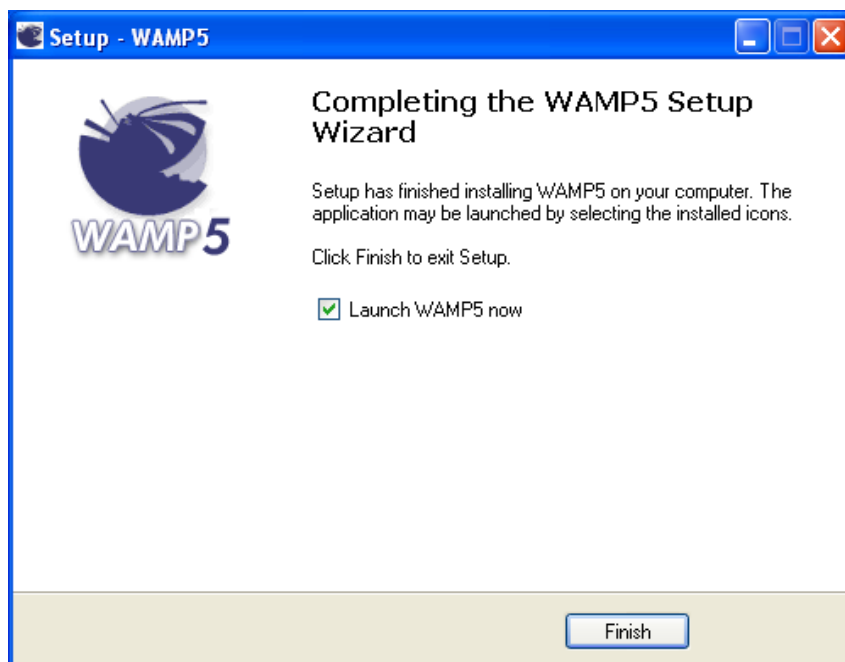 Setup - WAMP5
WAMP5
Completing the WAMP5 Setup
Wizard
Setup has finished installing WAMP5 on your computer. The
application may be launched by selecting the installed icons.
Click Finish to exit Setup.
Launch WAMP5 now
Finish